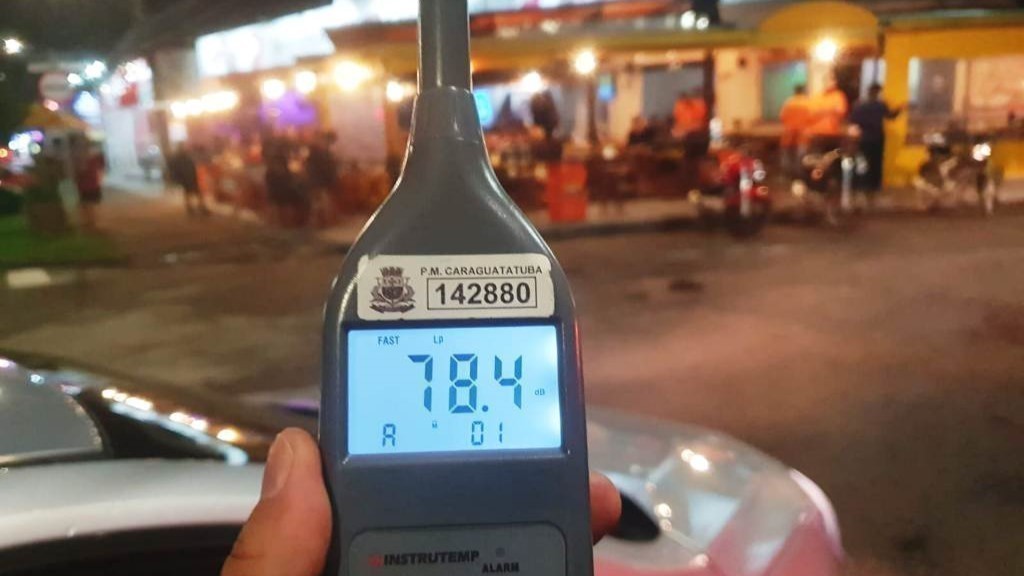 P.M. CARAGUATATUBA
142880
FAST Lp
78.4 dB
A 01
INSTRUTEMP
ALARM